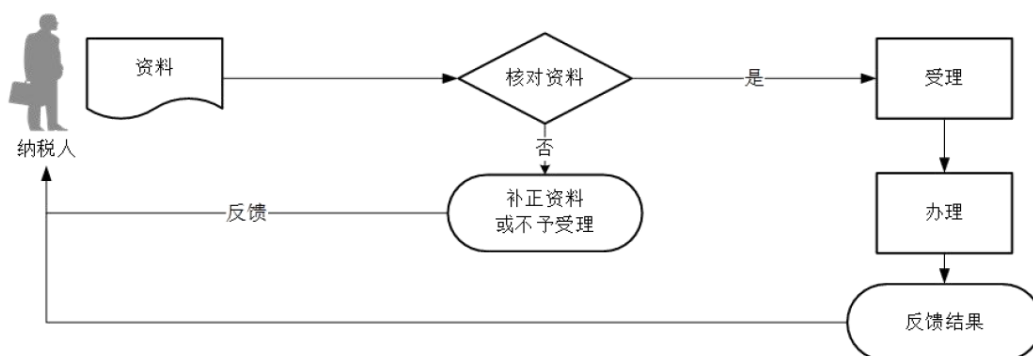 资料
核对资料
是
受理
纳税人
否
补正资料
或不予受理
反馈
办理
反馈结果